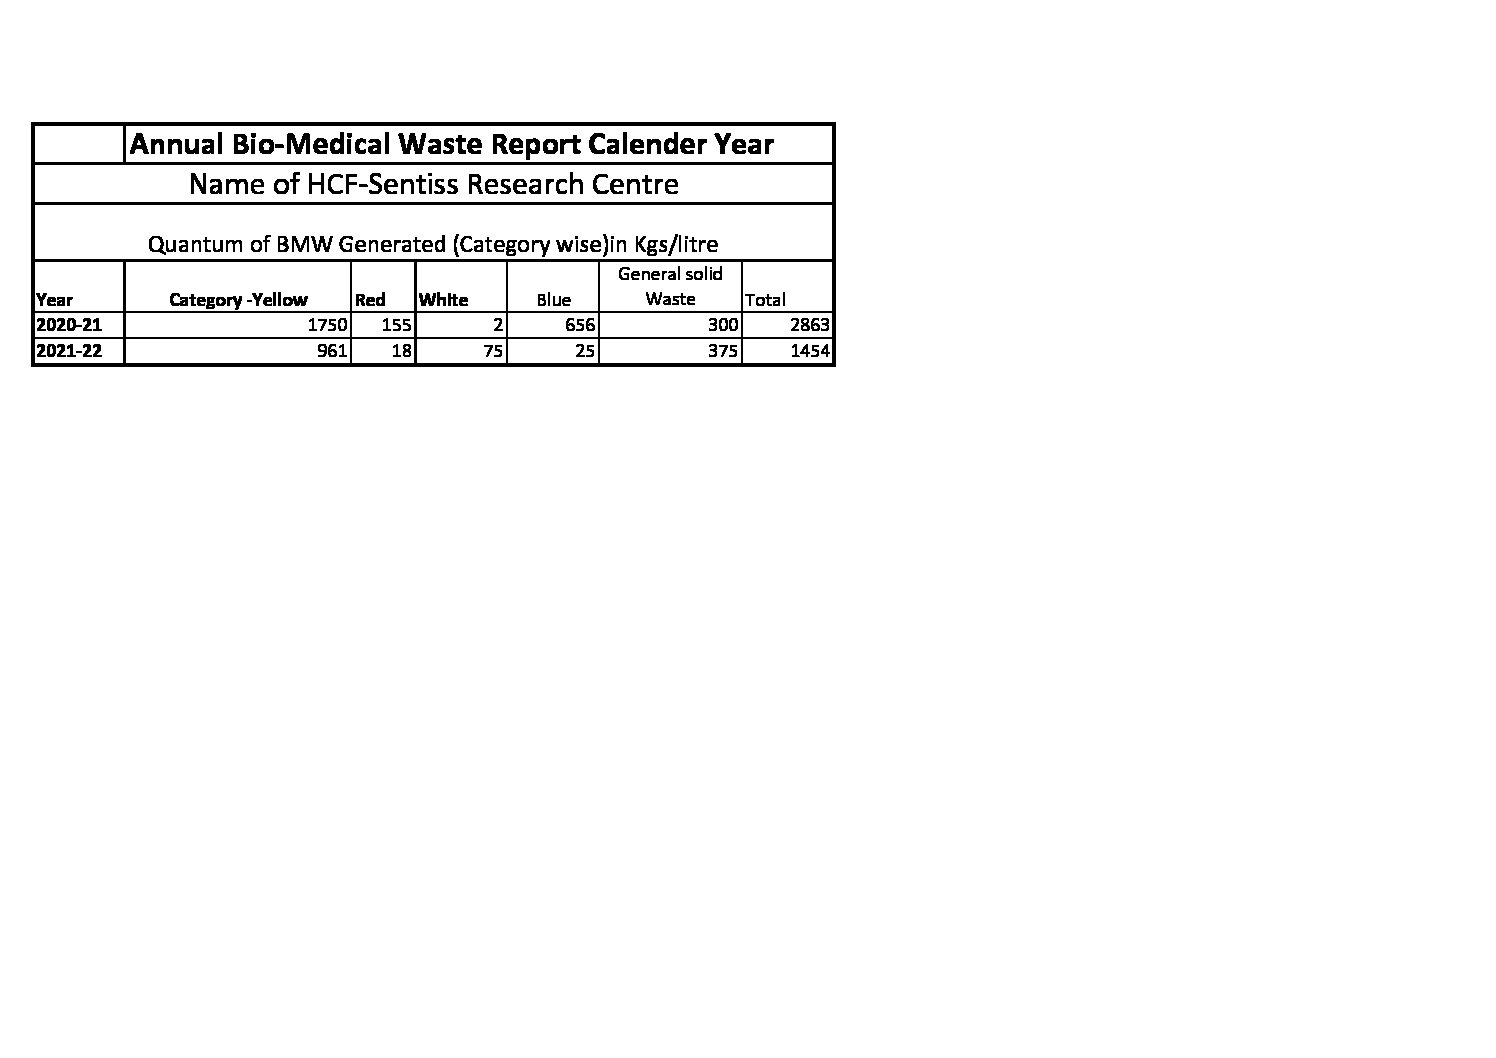 Annual Bio-Medical Waste Report Calender Year
Name of HCF-Sentiss Research Centre
Quantum of BMW Generated (Category wise)in Kgs/litre
Year Category -Yellow Red White Blue General solid Waste Total
2020-21 1750 155 2 656 300 2863
2021-22 961 18 75 25 375 1454